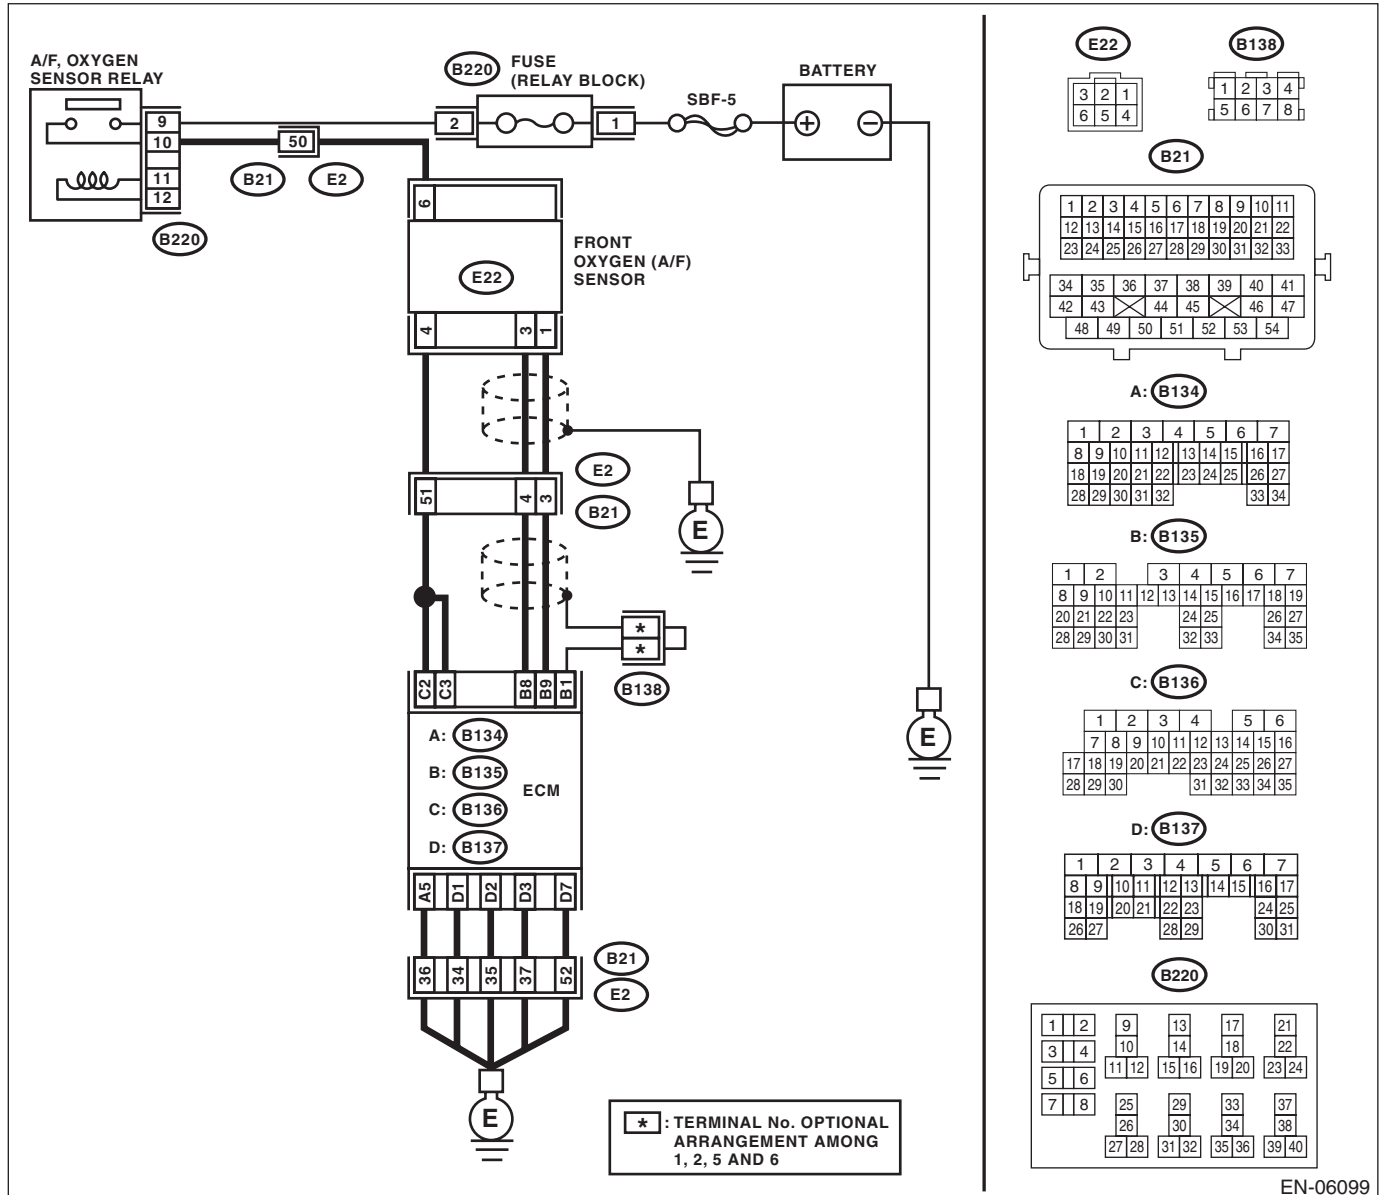 A/F, OXYGEN
SENSOR RELAY
9
10
11
12
B220
50
B21
E2
B220
FUSE
(RELAY BLOCK)
2
1
SBF-5
BATTERY
+
−
6
FRONT
OXYGEN (A/F)
SENSOR
E22
4
3
1
E2
B21
51
4
3
E
*
*
B138
E
C2
C3
B8
B9
B1
A: B134
B: B135
C: B136
D: B137
ECM
A5
D1
D2
D3
D7
B21
E2
36
34
35
37
52
E
* : TERMINAL No. OPTIONAL
ARRANGEMENT AMONG
1, 2, 5 AND 6
E22
3 2 1
6 5 4
B138
1 2 3 4
5 6 7 8
B21
1 2 3 4 5 6 7 8 9 10 11
12 13 14 15 16 17 18 19 20 21 22
23 24 25 26 27 28 29 30 31 32 33
34 35 36 37 38 39 40 41
42 43 44 45 46 47
48 49 50 51 52 53 54
A: B134
1 2 3 4 5 6 7
8 9 10 11 12 13 14 15 16 17
18 19 20 21 22 23 24 25 26 27
28 29 30 31 32 33 34
B: B135
1 2 3 4 5 6 7
8 9 10 11 12 13 14 15 16 17 18 19
20 21 22 23 24 25 26 27
28 29 30 31 32 33 34 35
C: B136
1 2 3 4 5 6
7 8 9 10 11 12 13 14 15 16
17 18 19 20 21 22 23 24 25 26 27
28 29 30 31 32 33 34 35
D: B137
1 2 3 4 5 6 7
8 9 10 11 12 13 14 15 16 17
18 19 20 21 22 23 24 25
26 27 28 29 30 31
B220
1 2 9 13 17 21
3 4 10 14 18 22
5 6 11 12 15 16 19 20 23 24
7 8 25 29 33 37
26 30 34 38
27 28 31 32 35 36 39 40
EN-06099